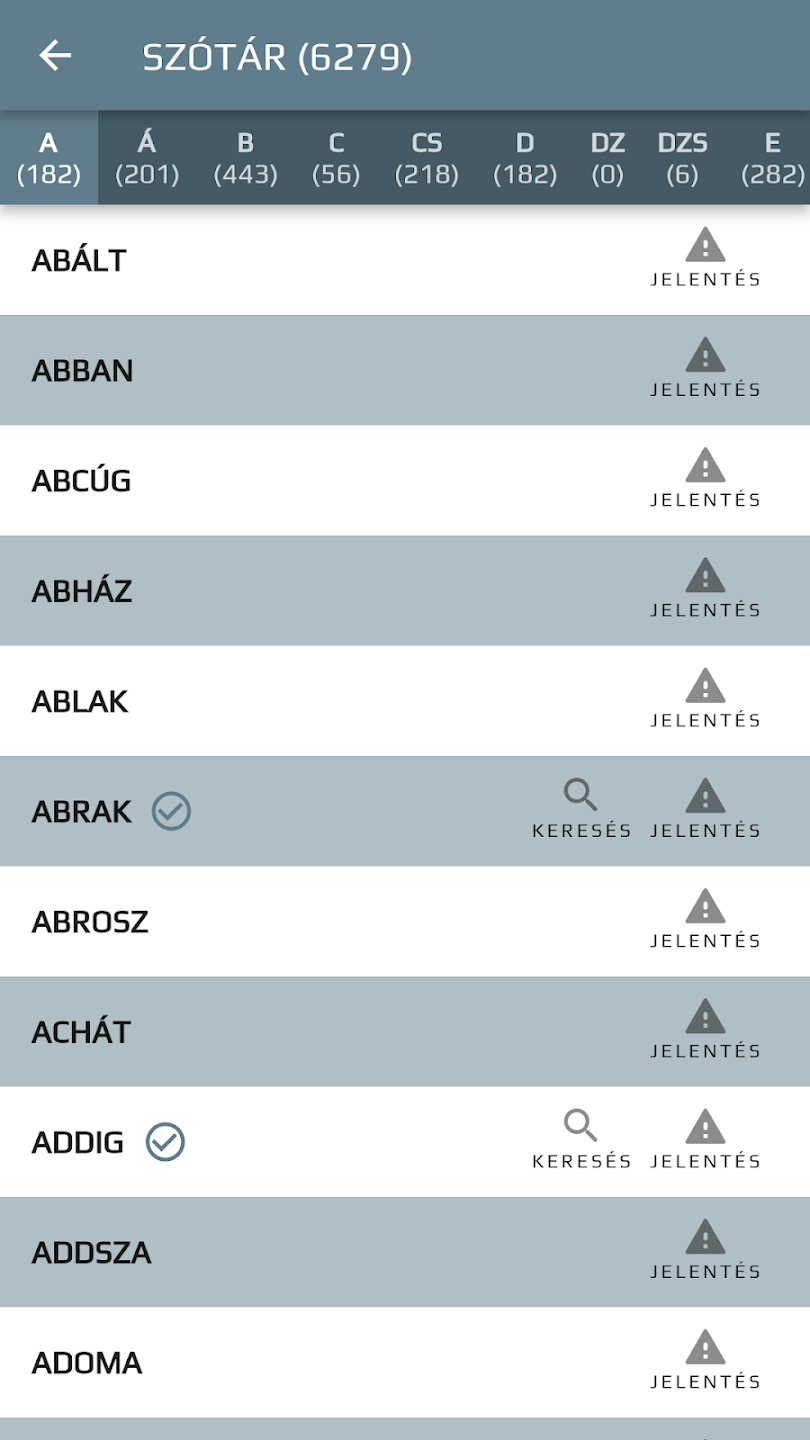 SZÓTÁR (6279)
A Á B C CS D DZ DZS E
(182) (201) (443) (56) (218) (182) (0) (6) (282)
ABÁLT
JELENTÉS
ABBAN
JELENTÉS
ABCÚG
JELENTÉS
ABHÁZ
JELENTÉS
ABLAK
JELENTÉS
ABRAK
KERESÉS JELENTÉS
ABROSZ
JELENTÉS
ACHÁT
JELENTÉS
ADDIG
KERESÉS JELENTÉS
ADDSZA
JELENTÉS
ADOMA
JELENTÉS